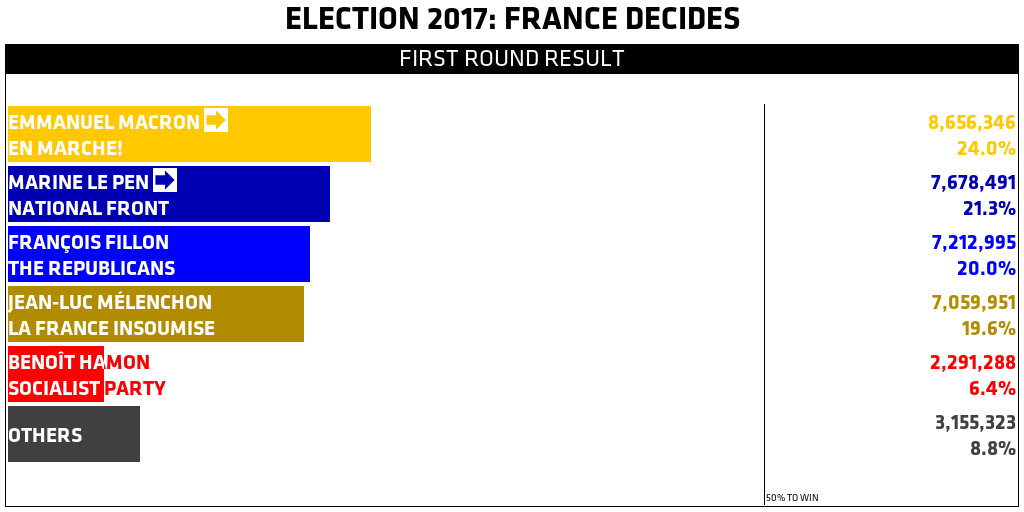 ELECTION 2017: FRANCE DECIDES
FIRST ROUND RESULT
EMMANUEL MACRON
EN MARCHE!
8,656,346
24.0%
MARINE LE PEN
NATIONAL FRONT
7,678,491
21.3%
FRANÇOIS FILLON
THE REPUBLICANS
7,212,995
20.0%
JEAN-LUC MÉLENCHON
LA FRANCE INSOUMISE
7,059,951
19.6%
BENOÎT HAMON
SOCIALIST PARTY
2,291,288
6.4%
OTHERS
3,155,323
8.8%
50% TO WIN